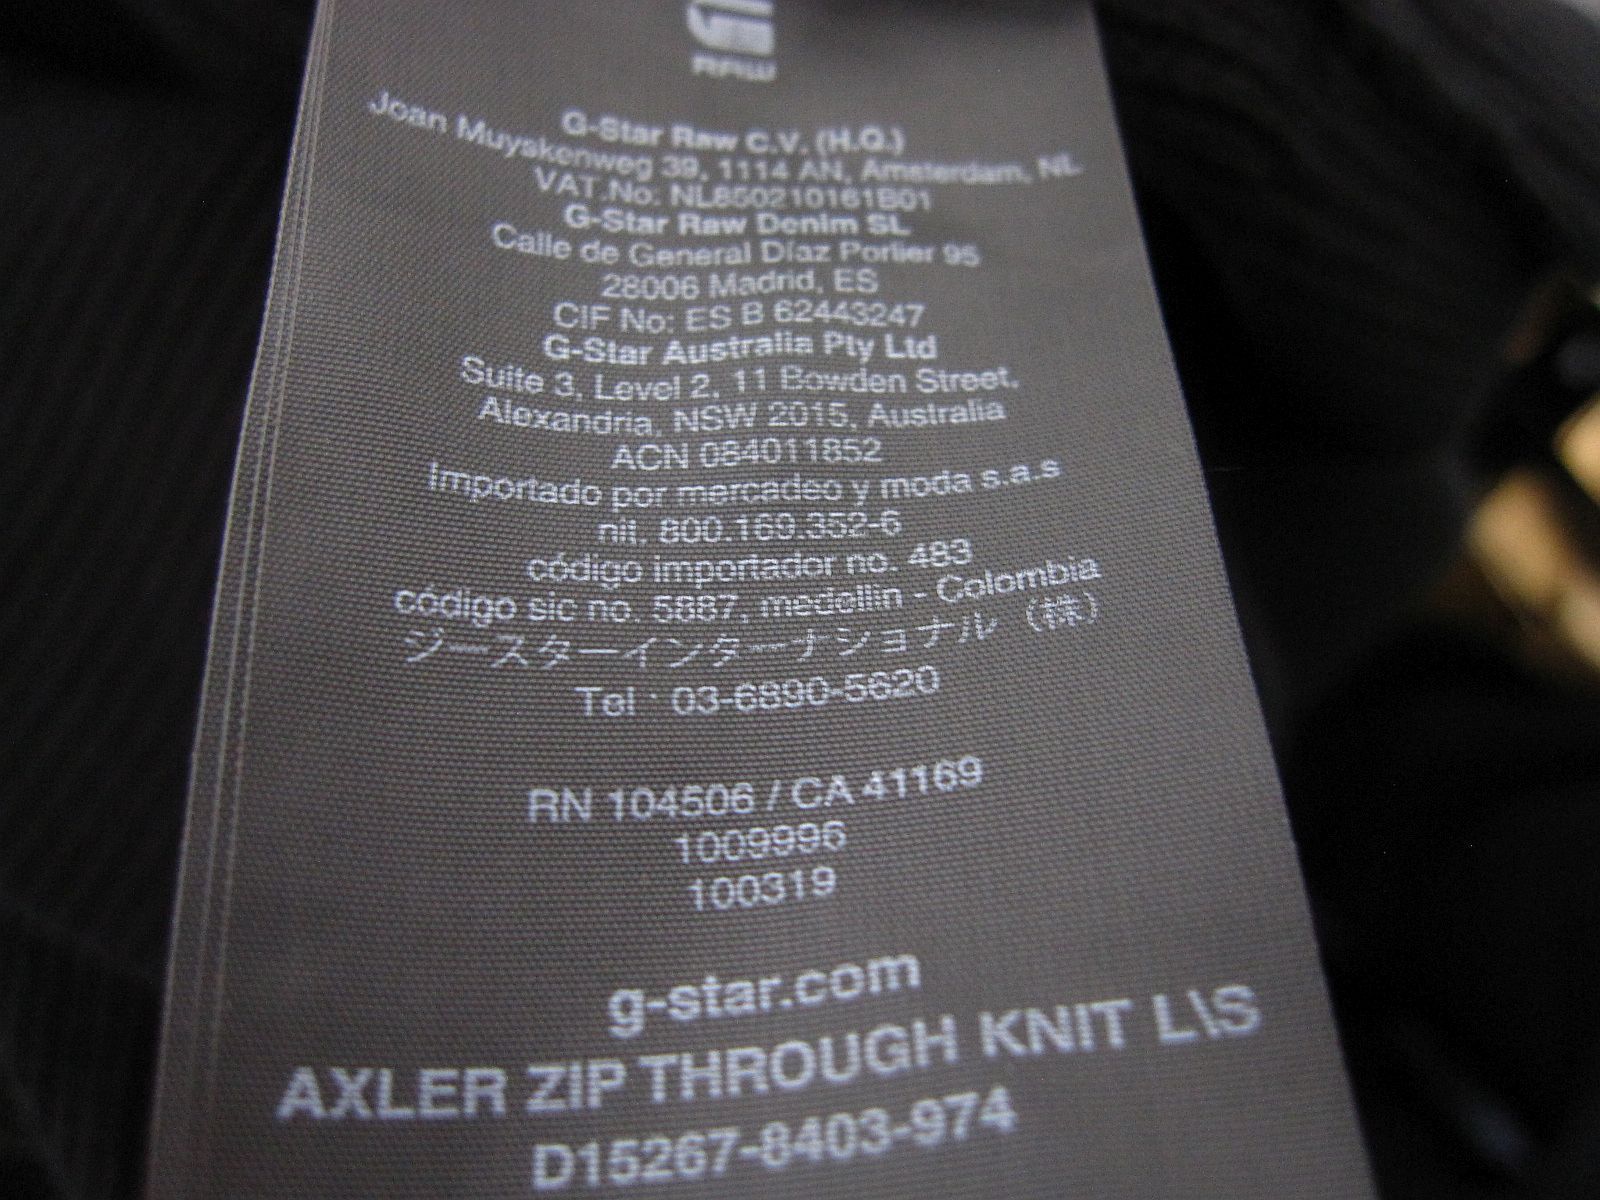 RAW
G-Star Raw C.V. (H.Q.)
Joan Muyskenweg 39, 1114 AN, Amsterdam, NL
VAT.No: NL850210161B01
G-Star Raw Denim SL
Calle de General Díaz Porlier 95
28006 Madrid, ES
CIF No: ES B 62443247
G-Star Australia Pty Ltd
Suite 3, Level 2, 11 Bowden Street,
Alexandria, NSW 2015, Australia
ACN 084011852
Importado por mercadeo y moda s.a.s
nit. 800.169.352-6
código importador no. 483
código sic no. 5887, medellin - Colombia
ジースターインターナショナル（株）
Tel : 03-6890-5620
RN 104506 / CA 41169
1009996
100319
g-star.com
AXLER ZIP THROUGH KNIT L\S
D15267-8403-974